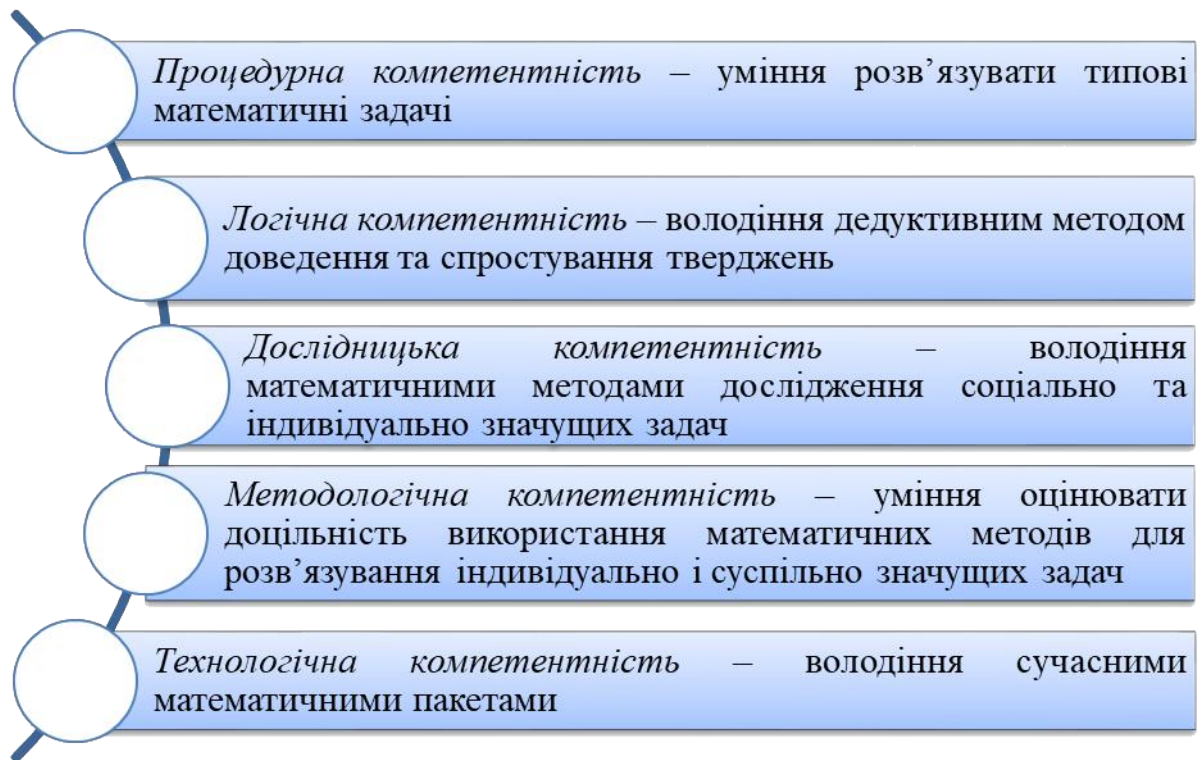 Процедурна компетентність – уміння розв’язувати типові
математичні задачі
Логічна компетентність – володіння дедуктивним методом
доведення та спростування тверджень
Дослідницька компетентність – володіння
математичними методами дослідження соціально та
індивідуально значущих задач
Методологічна компетентність – уміння оцінювати
доцільність використання математичних методів для
розв’язування індивідуально і суспільно значущих задач
Технологічна компетентність – володіння сучасними
математичними пакетами